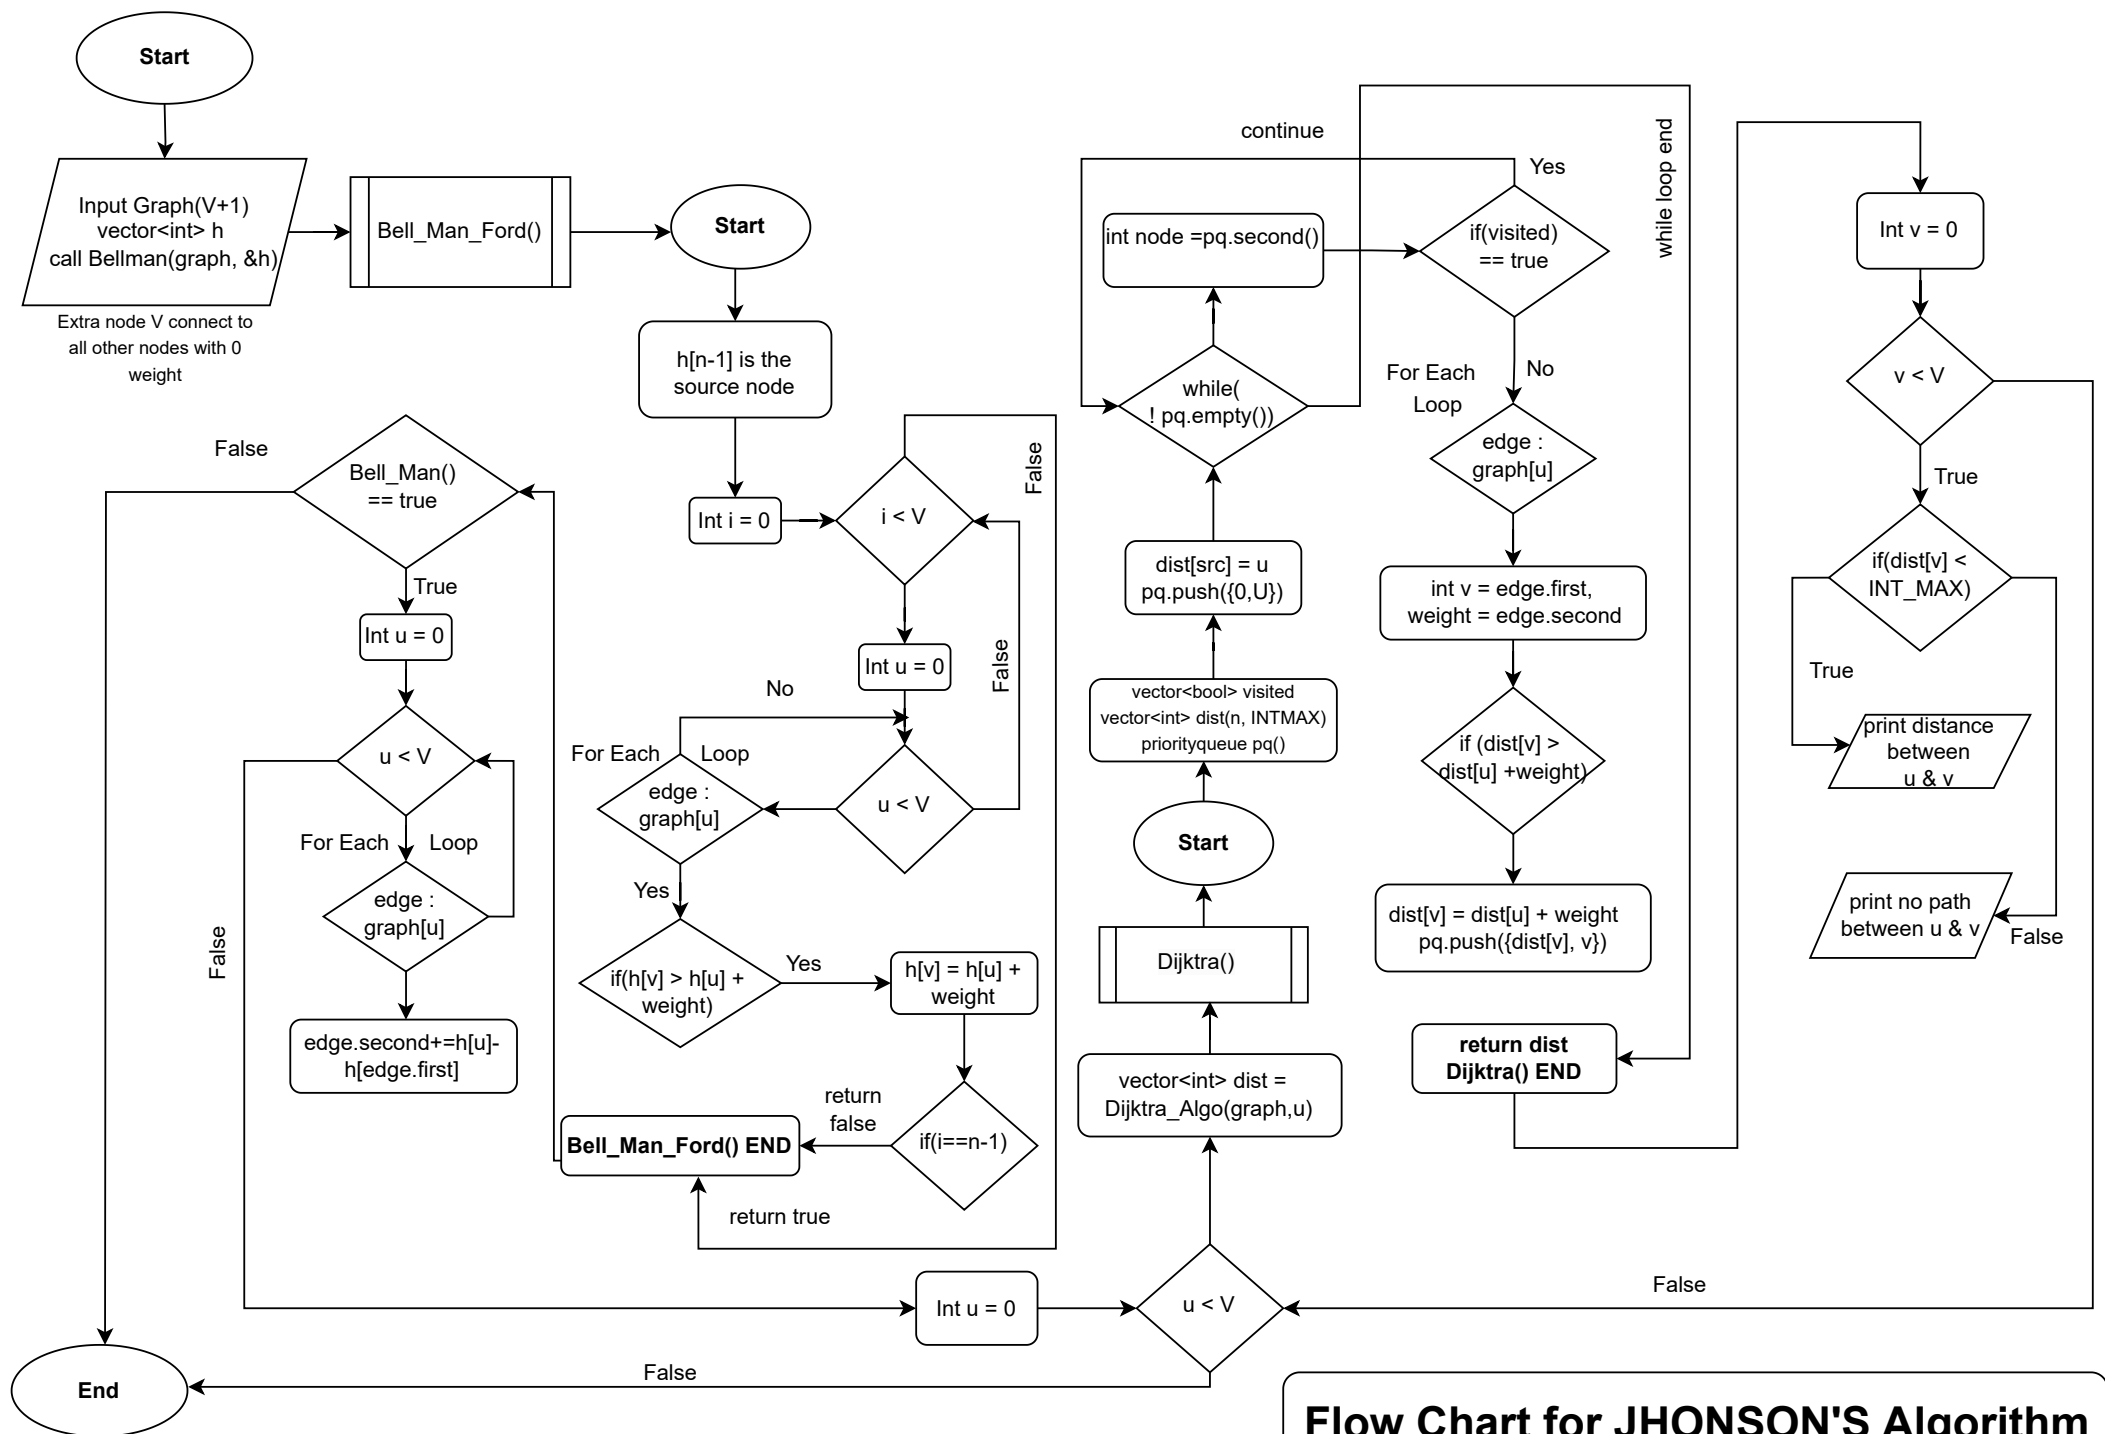 Start
Input Graph(V+1)
vector<int> h
call Bellman(graph, &h)
Extra node V connect to
all other nodes with 0
weight
Bell_Man_Ford()
Start
h[n-1] is the
source node
Int i = 0
i < V
False
Int u = 0
False
u < V
No
For Each Loop
edge :
graph[u]
Yes
if(h[v] > h[u] +
weight)
Yes
h[v] = h[u] +
weight
if(i==n-1)
return
false
Bell_Man_Ford() END
return true
Bell_Man()
== true
False
True
Int u = 0
u < V
For Each Loop
edge :
graph[u]
edge.second+=h[u]-
h[edge.first]
False
Int u = 0
u < V
False
End
vector<int> dist =
Dijktra_Algo(graph,u)
Dijktra()
Start
vector<bool> visited
vector<int> dist(n, INTMAX)
priorityqueue pq()
dist[src] = u
pq.push({0,U})
while(
! pq.empty())
int node =pq.second()
continue
Yes
if(visited)
== true
No
For Each
Loop
edge :
graph[u]
int v = edge.first,
weight = edge.second
if (dist[v] >
dist[u] +weight)
dist[v] = dist[u] + weight
pq.push({dist[v], v})
while loop end
return dist
Dijktra() END
Int v = 0
v < V
True
if(dist[v] <
INT_MAX)
True
print distance
between
u & v
print no path
between u & v
False
False
Flow Chart for JHONSON'S Algorithm